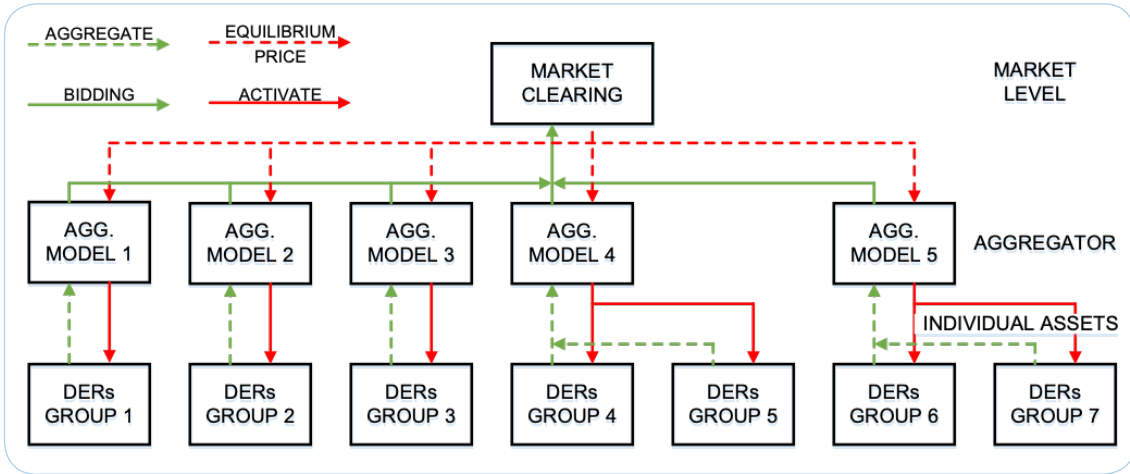 AGGREGATE
EQUILIBRIUM
PRICE
BIDDING
ACTIVATE
MARKET
CLEARING
MARKET
LEVEL
AGG.
MODEL 1
AGG.
MODEL 2
AGG.
MODEL 3
AGG.
MODEL 4
AGG.
MODEL 5
AGGREGATOR
INDIVIDUAL ASSETS
DERs
GROUP 1
DERs
GROUP 2
DERs
GROUP 3
DERs
GROUP 4
DERs
GROUP 5
DERs
GROUP 6
DERs
GROUP 7